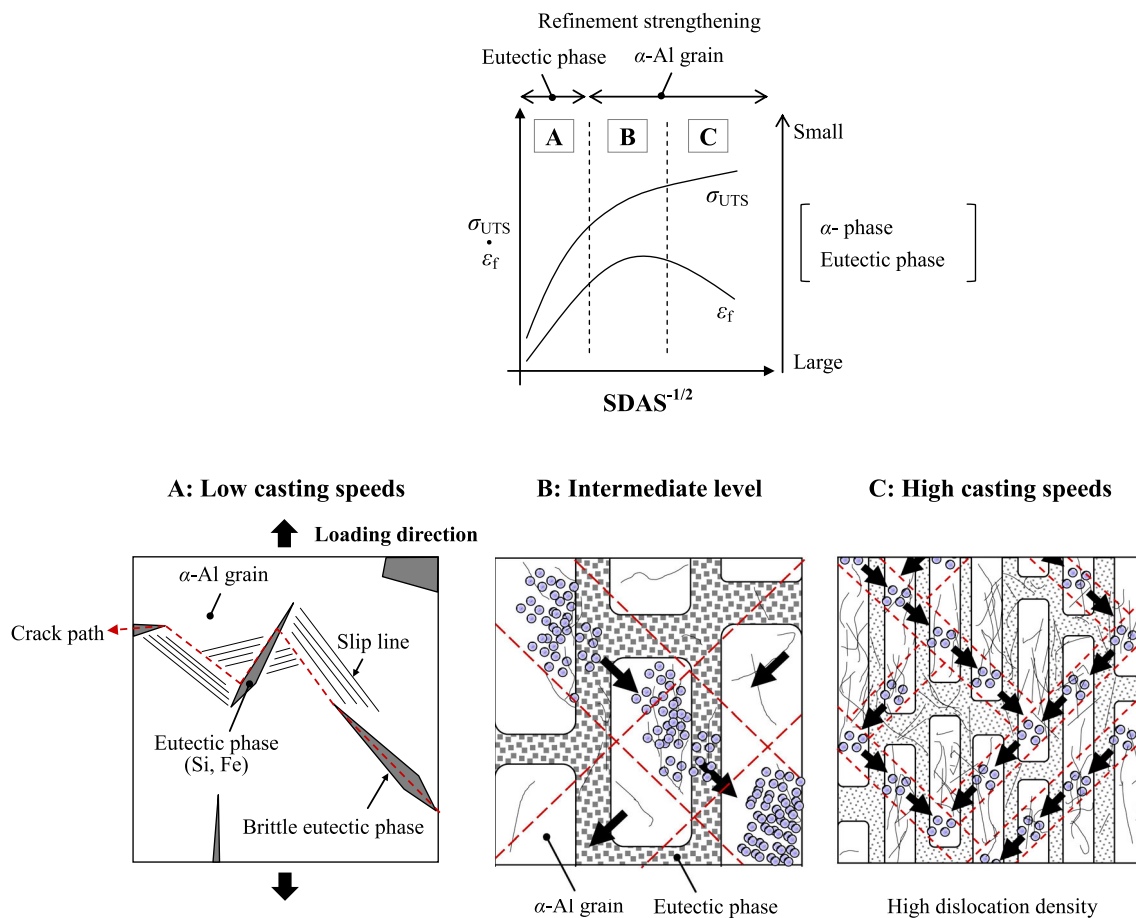 Refinement strengthening
Eutectic phase
α-Al grain
A
B
C
Small
σUTS
σUTS
ε̇f
α- phase
Eutectic phase
εf
Large
SDAS-1/2
A: Low casting speeds
B: Intermediate level
C: High casting speeds
Loading direction
α-Al grain
Crack path
Slip line
Eutectic phase
(Si, Fe)
Brittle eutectic phase
α-Al grain
Eutectic phase
High dislocation density